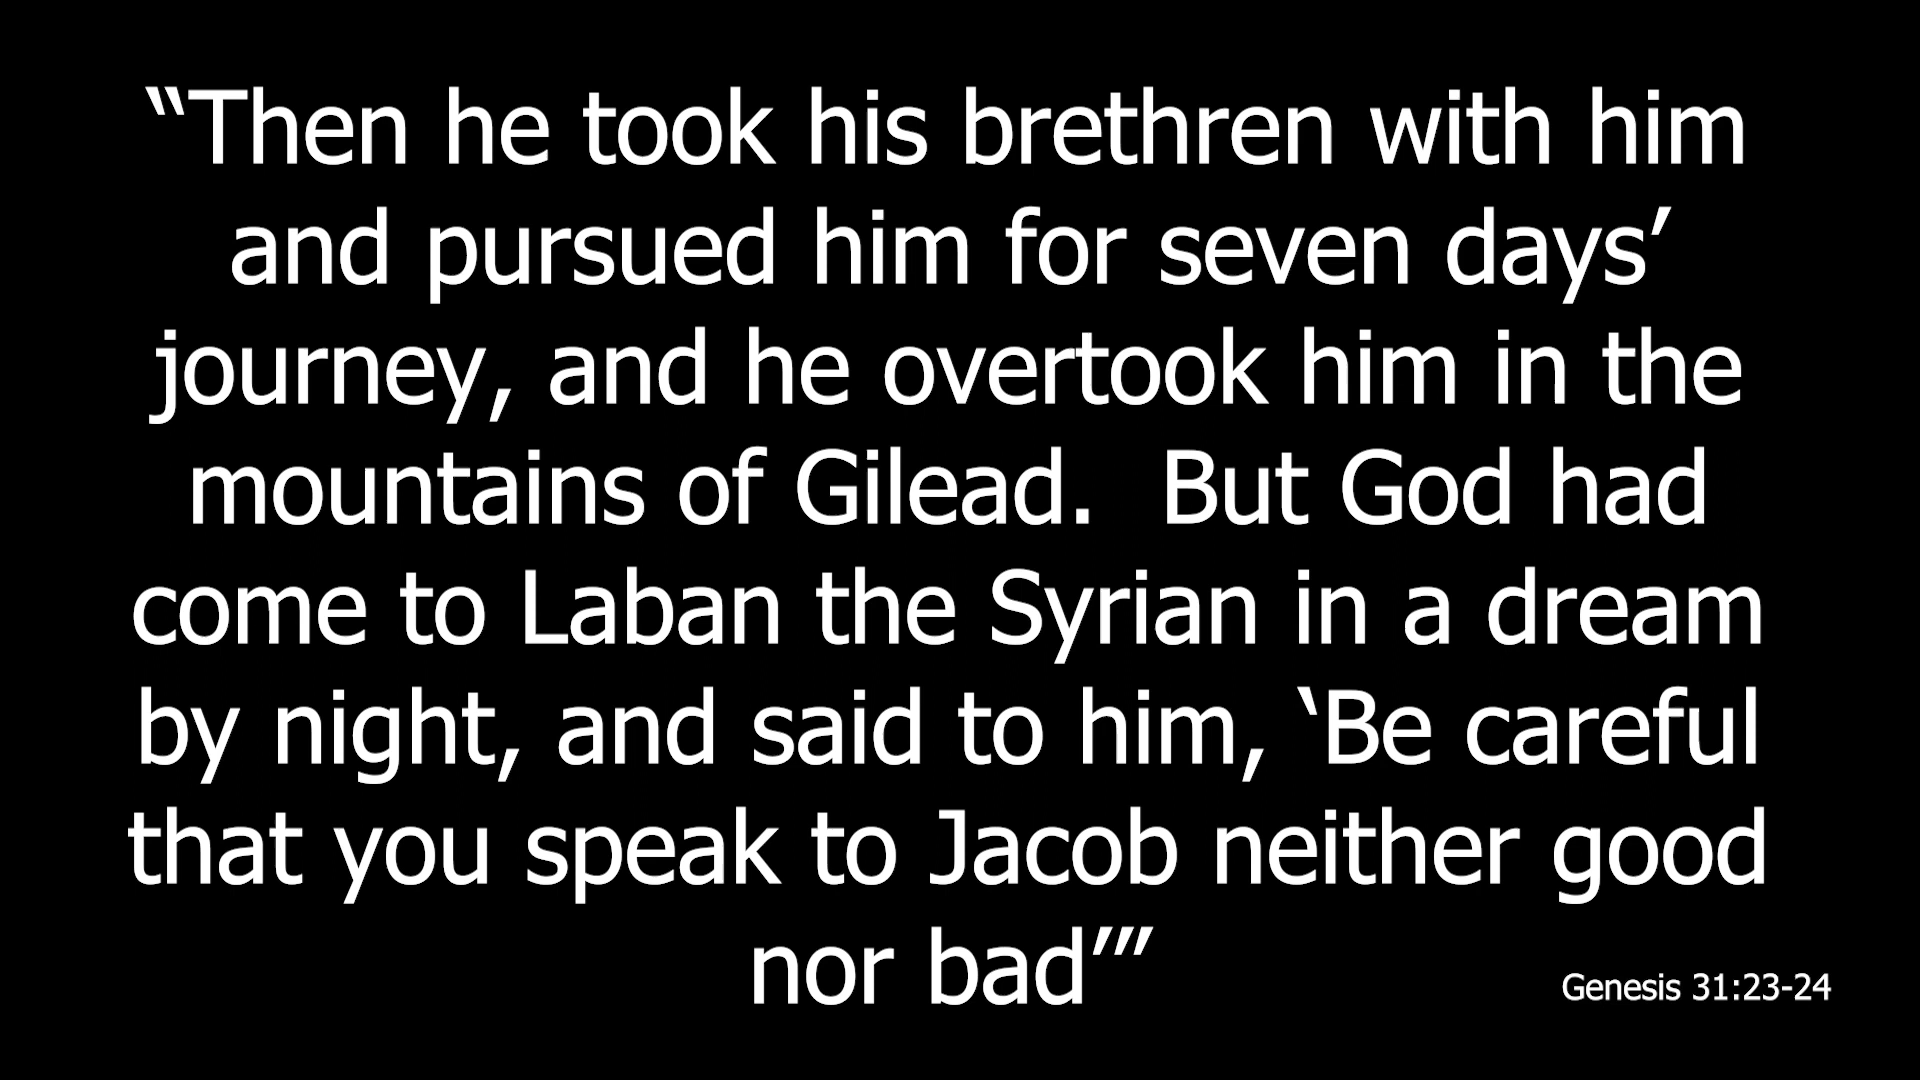 “Then he took his brethren with him
and pursued him for seven days’
journey, and he overtook him in the
mountains of Gilead.  But God had
come to Laban the Syrian in a dream
by night, and said to him, ‘Be careful
that you speak to Jacob neither good
nor bad’”
Genesis 31:23-24